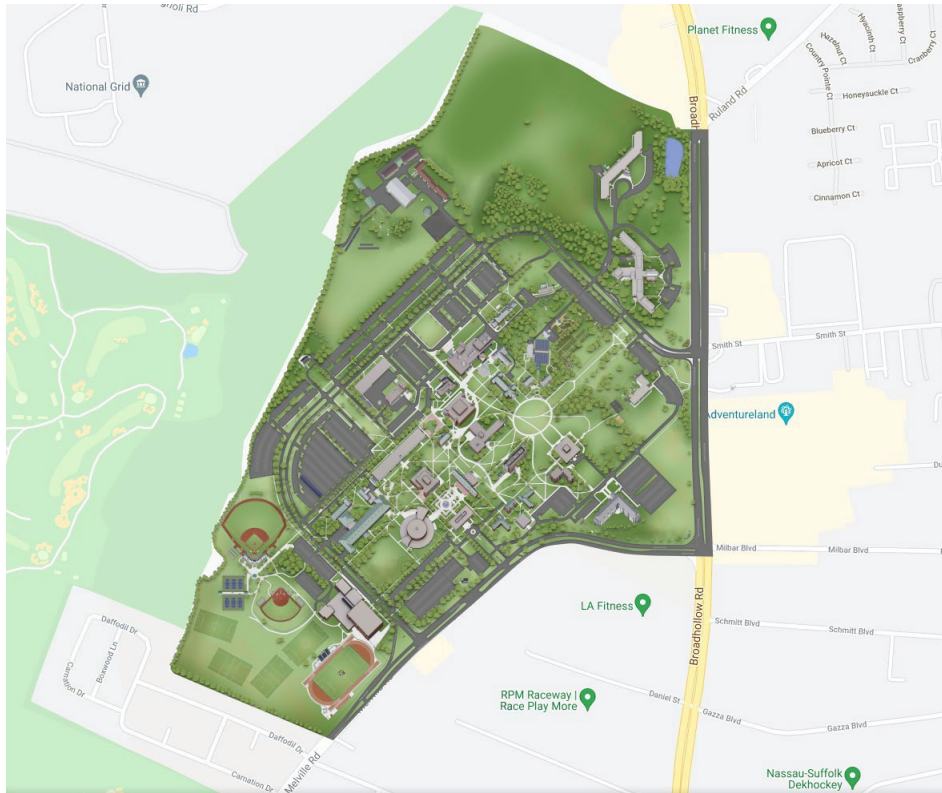 Planet Fitness
National Grid
Broadh
Ruland Rd
Country Pointe Ct
Hazelnut Ct
Hyacinth Ct
Cranberry Ct
Honeysuckle Ct
Blueberry Ct
Apricot Ct
Cinnamon Ct
Smith St
Smith St
Adventureland
Milbar Blvd
Milbar Blvd
LA Fitness
Broadhollow Rd
Schmitt Blvd
Schmitt Blvd
Daffodil Dr
Boxwood Ln
Carnation Dr
RPM Raceway |
Race Play More
Daniel St
Gazza Blvd
Gazza Blvd
Daffodil Dr
Melville Rd
Carnation Dr
Nassau-Suffolk
Dekhockey